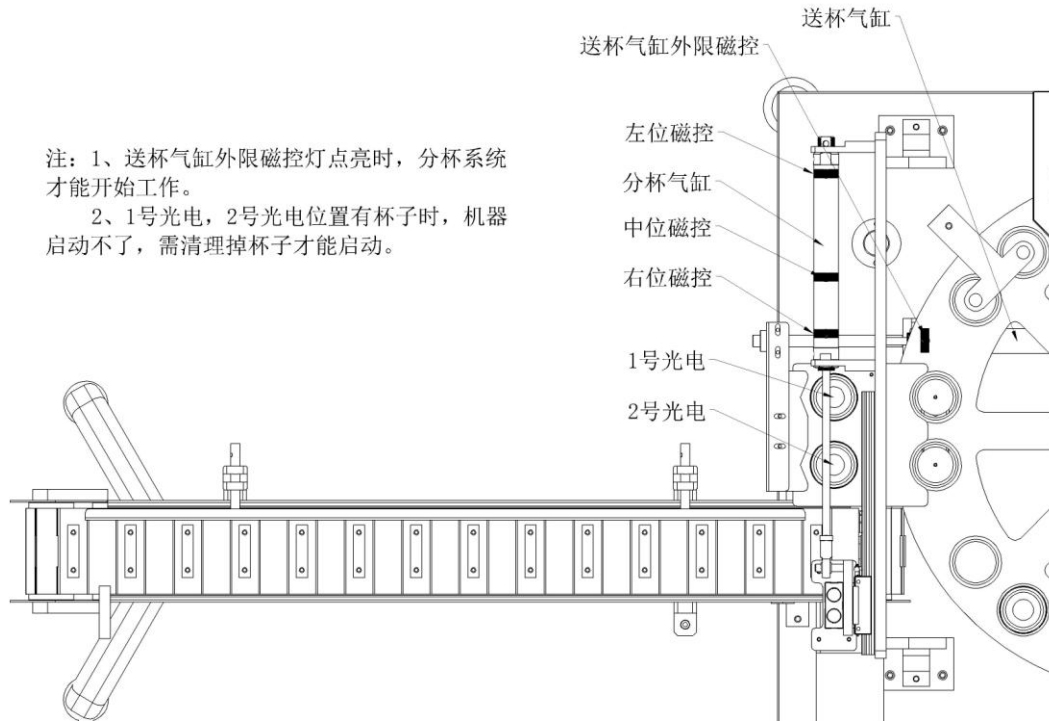 送杯气缸
送杯气缸外限磁控
左位磁控
分杯气缸
中位磁控
右位磁控
1号光电
2号光电
注：1、送杯气缸外限磁控灯点亮时，分杯系统
才能开始工作。
2、1号光电，2号光电位置有杯子时，机器
启动不了，需清理掉杯子才能启动。